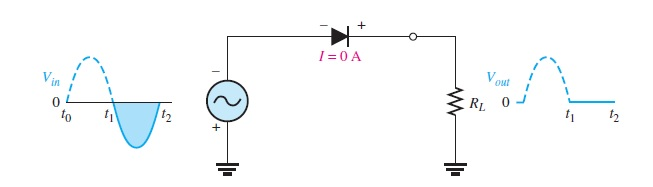 − +
I = 0 A
V_in
0
t_0 t_1 t_2
−
+
R_L
V_out
0
t_1 t_2